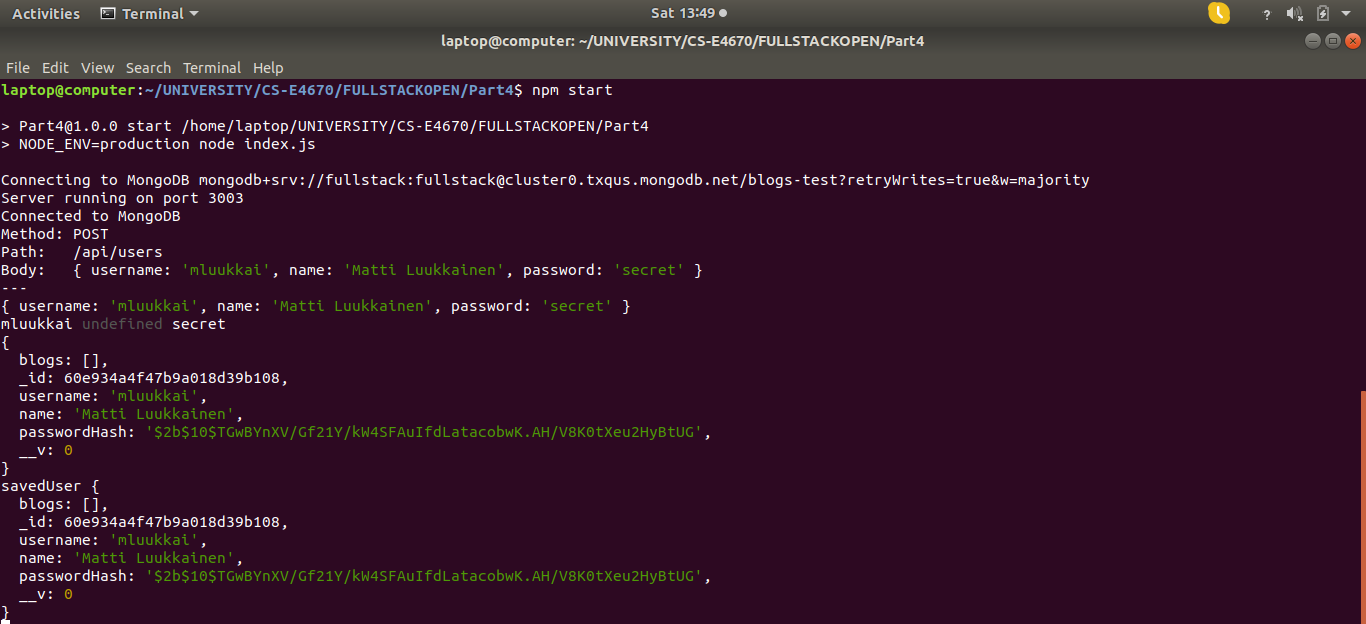 Activities Terminal Sat 13:49 ?
laptop@computer: ~/UNIVERSITY/CS-E4670/FULLSTACKOPEN/Part4
File Edit View Search Terminal Help
laptop@computer:~/UNIVERSITY/CS-E4670/FULLSTACKOPEN/Part4$ npm start
> Part4@1.0.0 start /home/laptop/UNIVERSITY/CS-E4670/FULLSTACKOPEN/Part4
> NODE_ENV=production node index.js
Connecting to MongoDB mongodb+srv://fullstack:fullstack@cluster0.txqus.mongodb.net/blogs-test?retryWrites=true&w=majority
Server running on port 3003
Connected to MongoDB
Method: POST
Path:   /api/users
Body:   { username: 'mluukkai', name: 'Matti Luukkainen', password: 'secret' }
---
{ username: 'mluukkai', name: 'Matti Luukkainen', password: 'secret' }
mluukkai undefined secret
{
  blogs: [],
  _id: 60e934a4f47b9a018d39b108,
  username: 'mluukkai',
  name: 'Matti Luukkainen',
  passwordHash: '$2b$10$TGwBYnXV/Gf21Y/kW4SFAuIfdLatacobwK.AH/V8K0tXeu2HyBtUG',
  __v: 0
}
savedUser {
  blogs: [],
  _id: 60e934a4f47b9a018d39b108,
  username: 'mluukkai',
  name: 'Matti Luukkainen',
  passwordHash: '$2b$10$TGwBYnXV/Gf21Y/kW4SFAuIfdLatacobwK.AH/V8K0tXeu2HyBtUG',
  __v: 0
}